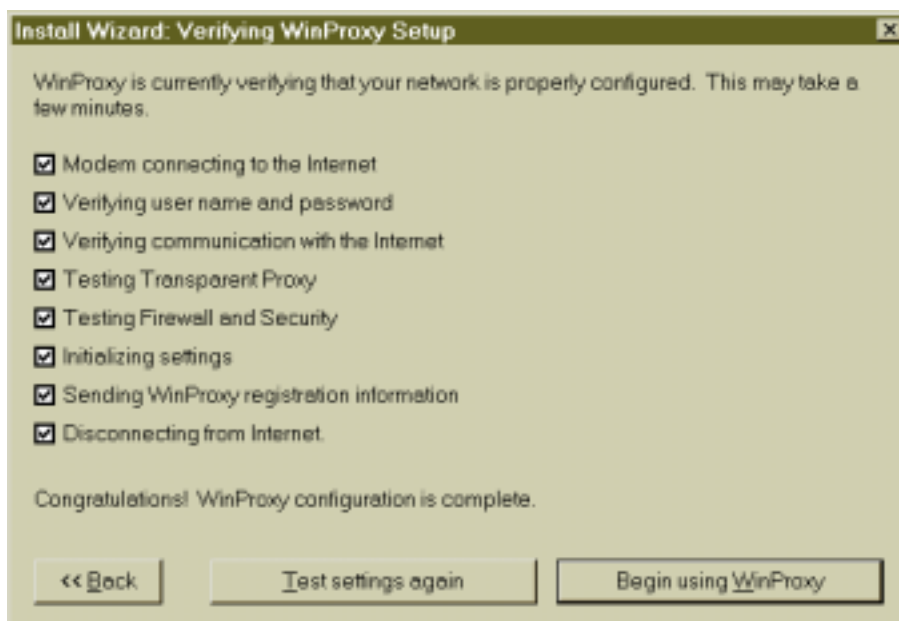 Install Wizard: Verifying WinProxy Setup
WinProxy is currently verifying that your network is properly configured. This may take a
few minutes.
Modem connecting to the Internet
Verifying user name and password
Verifying communication with the Internet
Testing Transparent Proxy
Testing Firewall and Security
Initializing settings
Sending WinProxy registration information
Disconnecting from Internet.
Congratulations! WinProxy configuration is complete.
<< Back
Test settings again
Begin using WinProxy